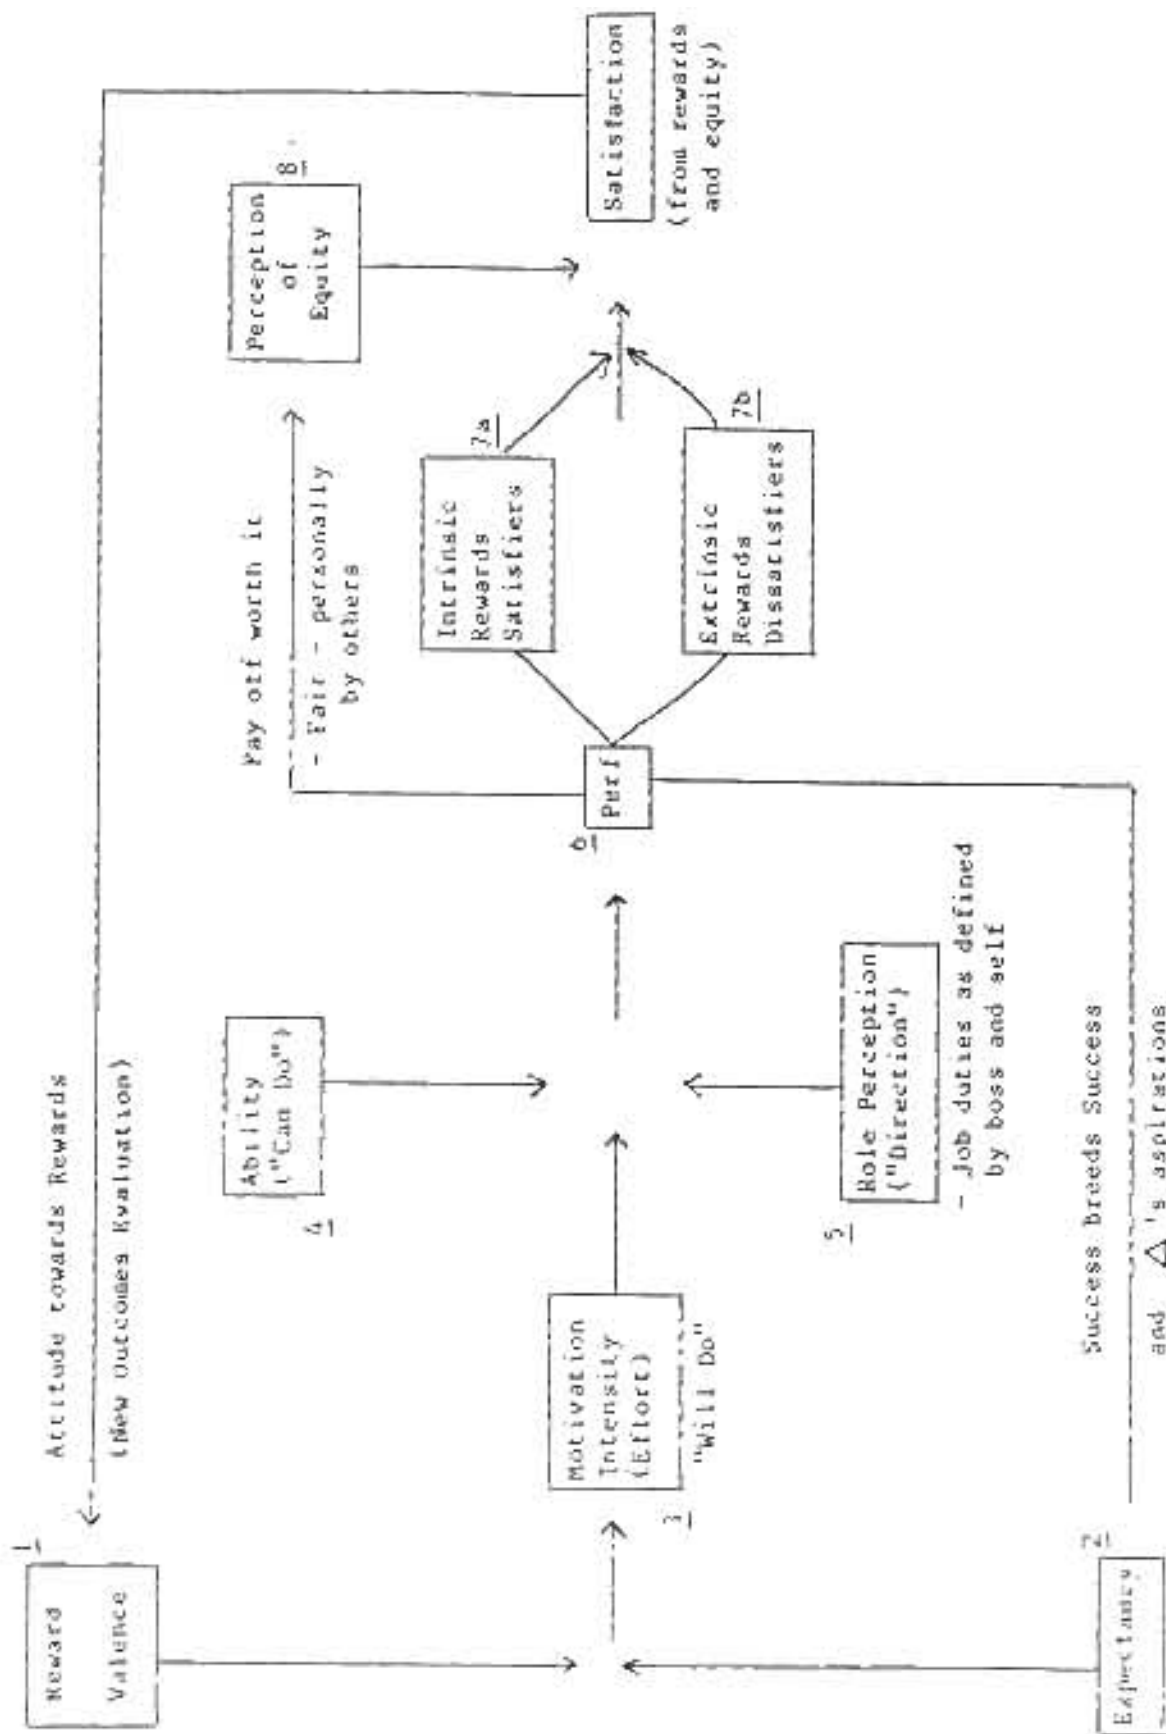 Attitude towards Rewards
(New Outcomes Evaluation)
1
Reward
Valence
Expectancy
2
3
Motivation
Intensity
(Effort)
"Will Do"
4
Ability
("Can Do")
5
Role Perception
("Direction")
- Job duties as defined
by boss and self
6
Perf
Success Breeds Success
and △'s aspirations
Pay off worth it
- Fair - personally
by others
7a
Intrinsic
Rewards
Satisfiers
7b
Extrinsic
Rewards
Dissatisfiers
8
Perception
of
Equity
Satisfaction
(from rewards
and equity)